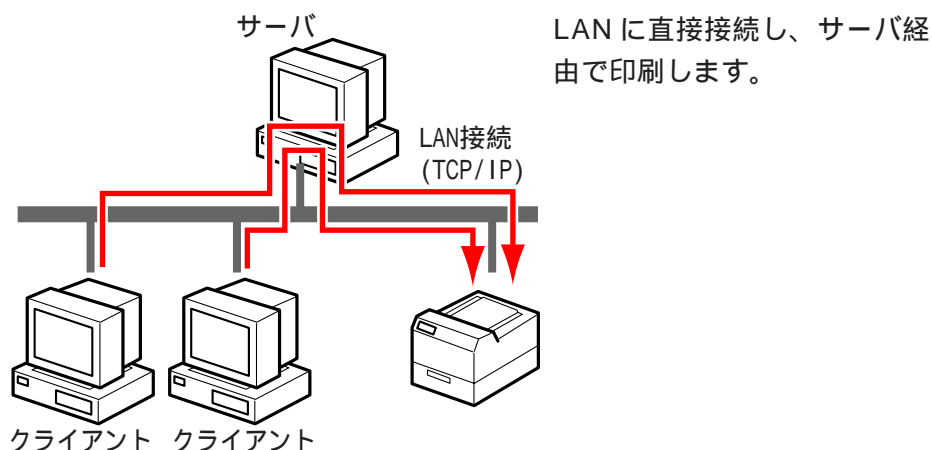 サーバ
LAN に直接接続し、サーバ経
由で印刷します。
LAN接続
(TCP/IP)
クライアント
クライアント